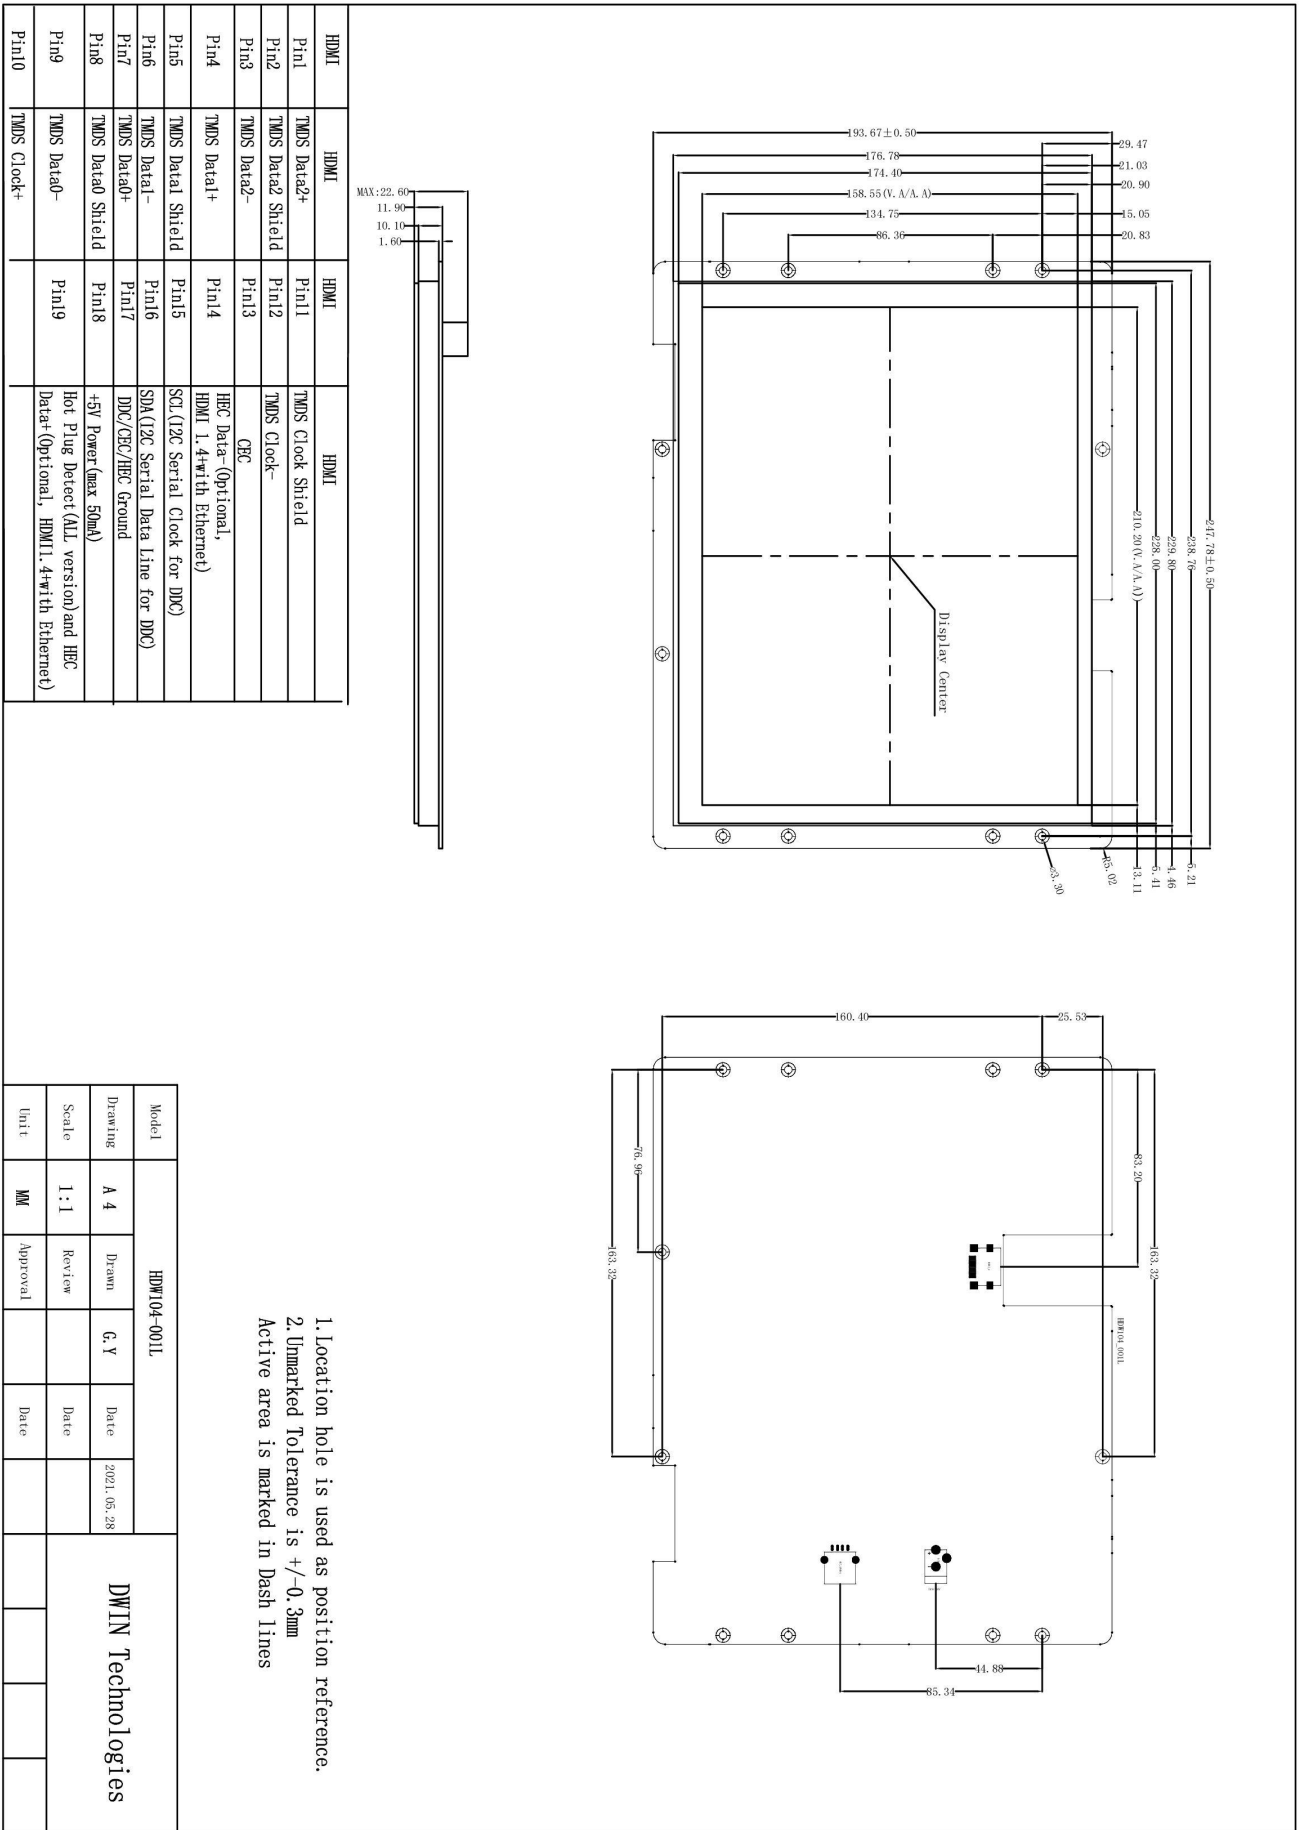 193.67±0.50
176.78
174.40
158.55(V.A/A.A)
134.75
86.36
29.47
21.03
20.90
15.05
20.83
247.78±0.50
238.76
229.80
228.00
210.20(V.A/A.A))
5.21
4.46
6.41
13.11
R5.02
⌀3.30
Display Center
MAX:22.60
11.90
10.10
1.60
160.40
25.53
76.96
163.32
83.20
163.32
HDW104_001L
44.88
85.34
HDMI HDMI HDMI HDMI
Pin1 TMDS Data2+ Pin11 TMDS Clock Shield
Pin2 TMDS Data2 Shield Pin12 TMDS Clock-
Pin3 TMDS Data2- Pin13 CEC
Pin4 TMDS Data1+ Pin14 HEC Data-(Optional,
HDMI 1.4+with Ethernet)
Pin5 TMDS Data1 Shield Pin15 SCL(I2C Serial Clock for DDC)
Pin6 TMDS Data1- Pin16 SDA(I2C Serial Data Line for DDC)
Pin7 TMDS Data0+ Pin17 DDC/CEC/HEC Ground
Pin8 TMDS Data0 Shield Pin18 +5V Power(max 50mA)
Pin9 TMDS Data0- Pin19 Hot Plug Detect(ALL version)and HEC
Data+(Optional, HDMI1.4+with Ethernet)
Pin10 TMDS Clock+
1.Location hole is used as position reference.
2.Unmarked Tolerance is +/-0.3mm
Active area is marked in Dash lines
Model HDW104-001L
Drawing A 4 Drawn G.Y Date 2021.05.28
Scale 1:1 Review Date
Unit MM Approval Date
DWIN Technologies